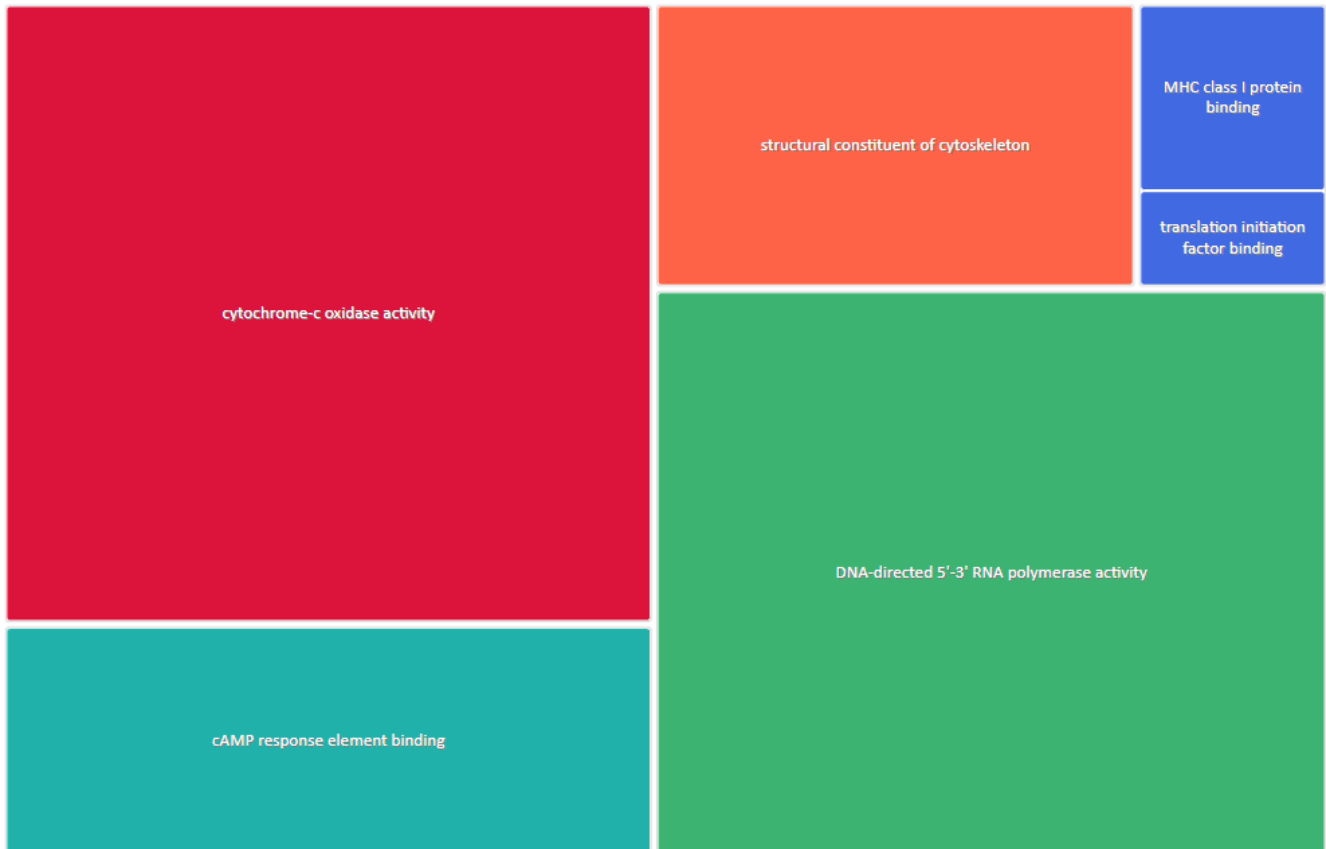 cytochrome-c oxidase activity
cAMP response element binding
structural constituent of cytoskeleton
MHC class I protein
binding
translation initiation
factor binding
DNA-directed 5'-3' RNA polymerase activity